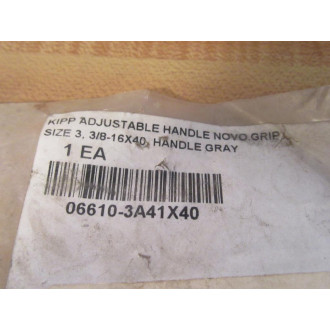 KIPP ADJUSTABLE HANDLE NOVO GRIP
SIZE 3, 3/8-16X40, HANDLE GRAY
1 EA
06610-3A41X40